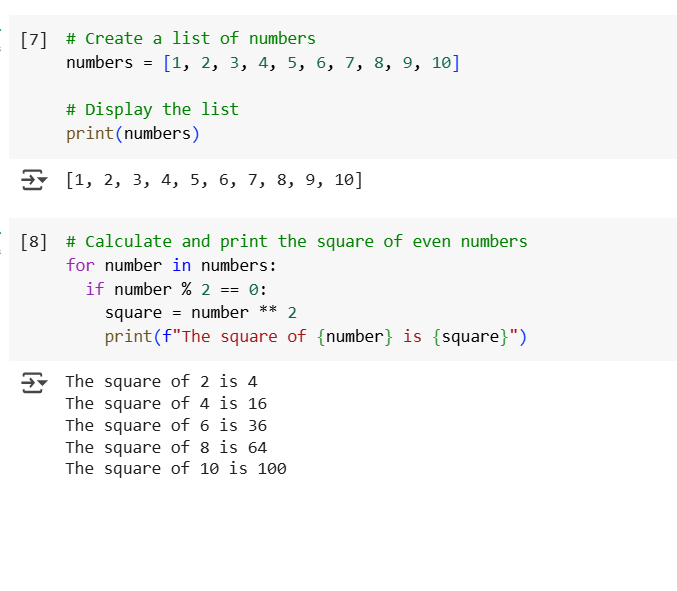 [7] # Create a list of numbers
numbers = [1, 2, 3, 4, 5, 6, 7, 8, 9, 10]
# Display the list
print(numbers)
[1, 2, 3, 4, 5, 6, 7, 8, 9, 10]
[8] # Calculate and print the square of even numbers
for number in numbers:
  if number % 2 == 0:
    square = number ** 2
    print(f"The square of {number} is {square}")
The square of 2 is 4
The square of 4 is 16
The square of 6 is 36
The square of 8 is 64
The square of 10 is 100